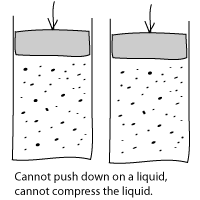 Cannot push down on a liquid,
cannot compress the liquid.